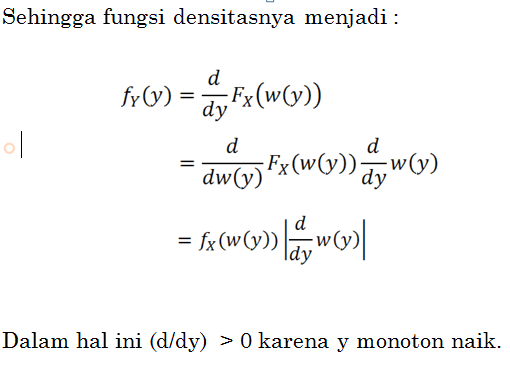 Sehingga fungsi densitasnya menjadi :
f_Y(y) = d/dy F_X(w(y))
= d/dw(y) F_X(w(y)) d/dy w(y)
= f_X(w(y)) |d/dy w(y)|
Dalam hal ini (d/dy) > 0 karena y monoton naik.